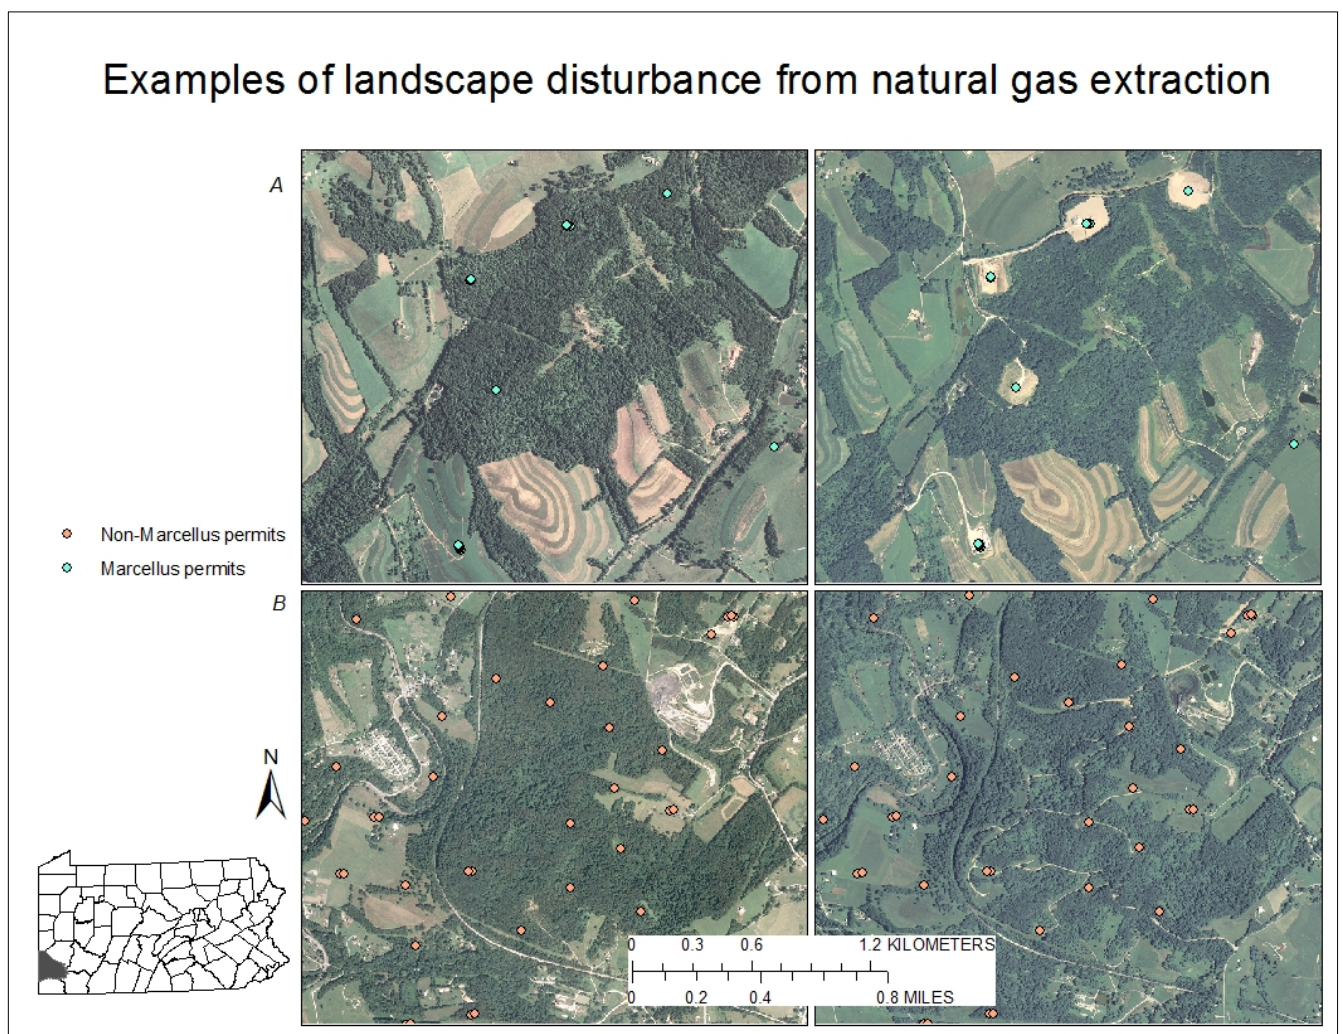 Examples of landscape disturbance from natural gas extraction
A
Non-Marcellus permits
Marcellus permits
B
N
0 0.3 0.6 1.2 KILOMETERS
0 0.2 0.4 0.8 MILES